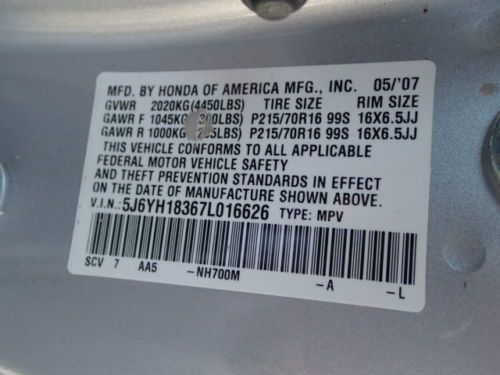 MFD. BY HONDA OF AMERICA MFG., INC. 05/'07
GVWR 2020KG(4450LBS) TIRE SIZE RIM SIZE
GAWR F 1045KG 300LBS) P215/70R16 99S 16X6.5JJ
GAWR R 1000KG 205LBS) P215/70R16 99S 16X6.5JJ
THIS VEHICLE CONFORMS TO ALL APPLICABLE
FEDERAL MOTOR VEHICLE SAFETY
AND THEFT PREVENTION STANDARDS IN EFFECT
ON THE DATE OF MANUFACTURE SHOWN ABOVE.
V.I.N.:5J6YH18367L016626 TYPE: MPV
SCV 7 AA5 -NH700M -A -L